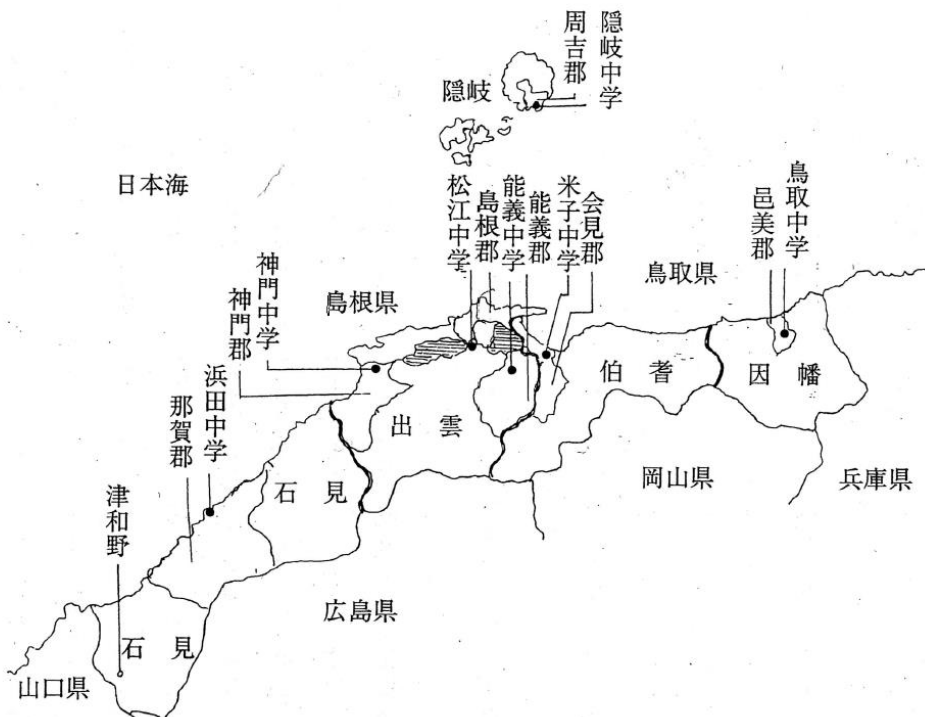 隠岐中学
周吉郡
隠岐
日本海
会見郡
米子中学
能義郡
能義中学
島根郡
松江中学
鳥取中学
邑美郡
鳥取県
島根県
神門中学
神門郡
浜田中学
那賀郡
津和野
伯耆
因幡
出雲
石見
岡山県
兵庫県
広島県
石見
山口県